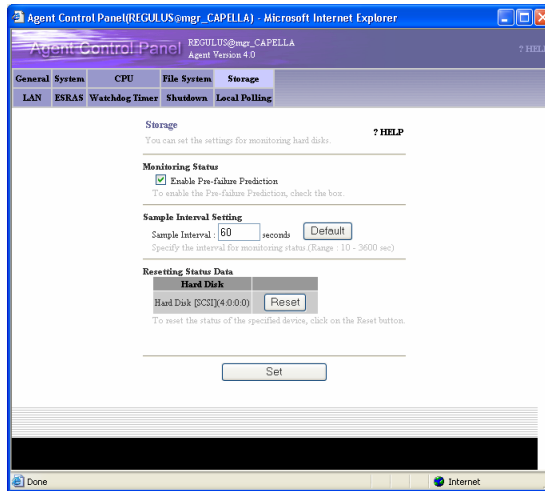 Agent Control Panel(REGULUS@mgr_CAPELLA) - Microsoft Internet Explorer
Agent Control Panel
REGULUS@mgr_CAPELLA
Agent Version 4.0
? HELP
General System CPU File System Storage
LAN ESRAS Watchdog Timer Shutdown Local Polling
Storage
? HELP
You can set the settings for monitoring hard disks.
Monitoring Status
Enable Pre-failure Prediction
To enable the Pre-failure Prediction, check the box.
Sample Interval Setting
Sample Interval : 60 seconds Default
Specify the interval for monitoring status (Range : 10 - 3600 sec)
Resetting Status Data
Hard Disk
Hard Disk [SCSI](4:0:0:0) Reset
To reset the status of the specified device, click on the Reset button.
Set
Done Internet